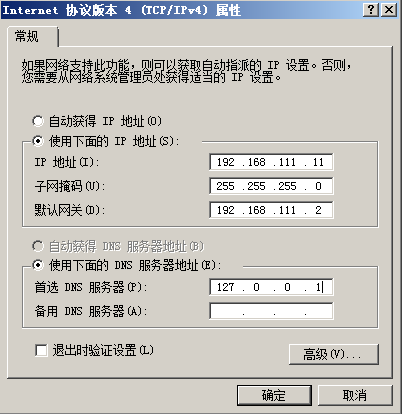 Internet 协议版本 4 (TCP/IPv4) 属性
常规
如果网络支持此功能，则可以获取自动指派的 IP 设置。否则，
您需要从网络系统管理员处获得适当的 IP 设置。
自动获得 IP 地址(O)
使用下面的 IP 地址(S):
IP 地址(I): 192 .168 .111 . 11
子网掩码(U): 255 .255 .255 . 0
默认网关(D): 192 .168 .111 . 2
自动获得 DNS 服务器地址(B)
使用下面的 DNS 服务器地址(E):
首选 DNS 服务器(P): 127 . 0 . 0 . 1
备用 DNS 服务器(A): . . .
退出时验证设置(L)
高级(V)...
确定 取消